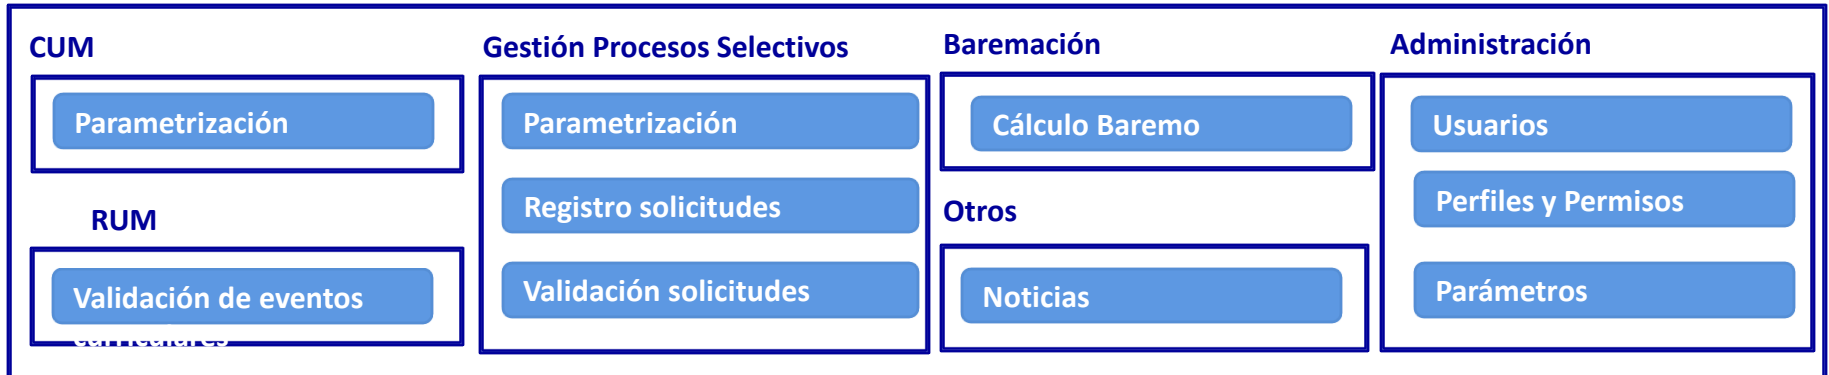 CUM
Parametrización
RUM
Validación de eventos
curriculares
Gestión Procesos Selectivos
Parametrización
Registro solicitudes
Validación solicitudes
Baremación
Cálculo Baremo
Otros
Noticias
Administración
Usuarios
Perfiles y Permisos
Parámetros